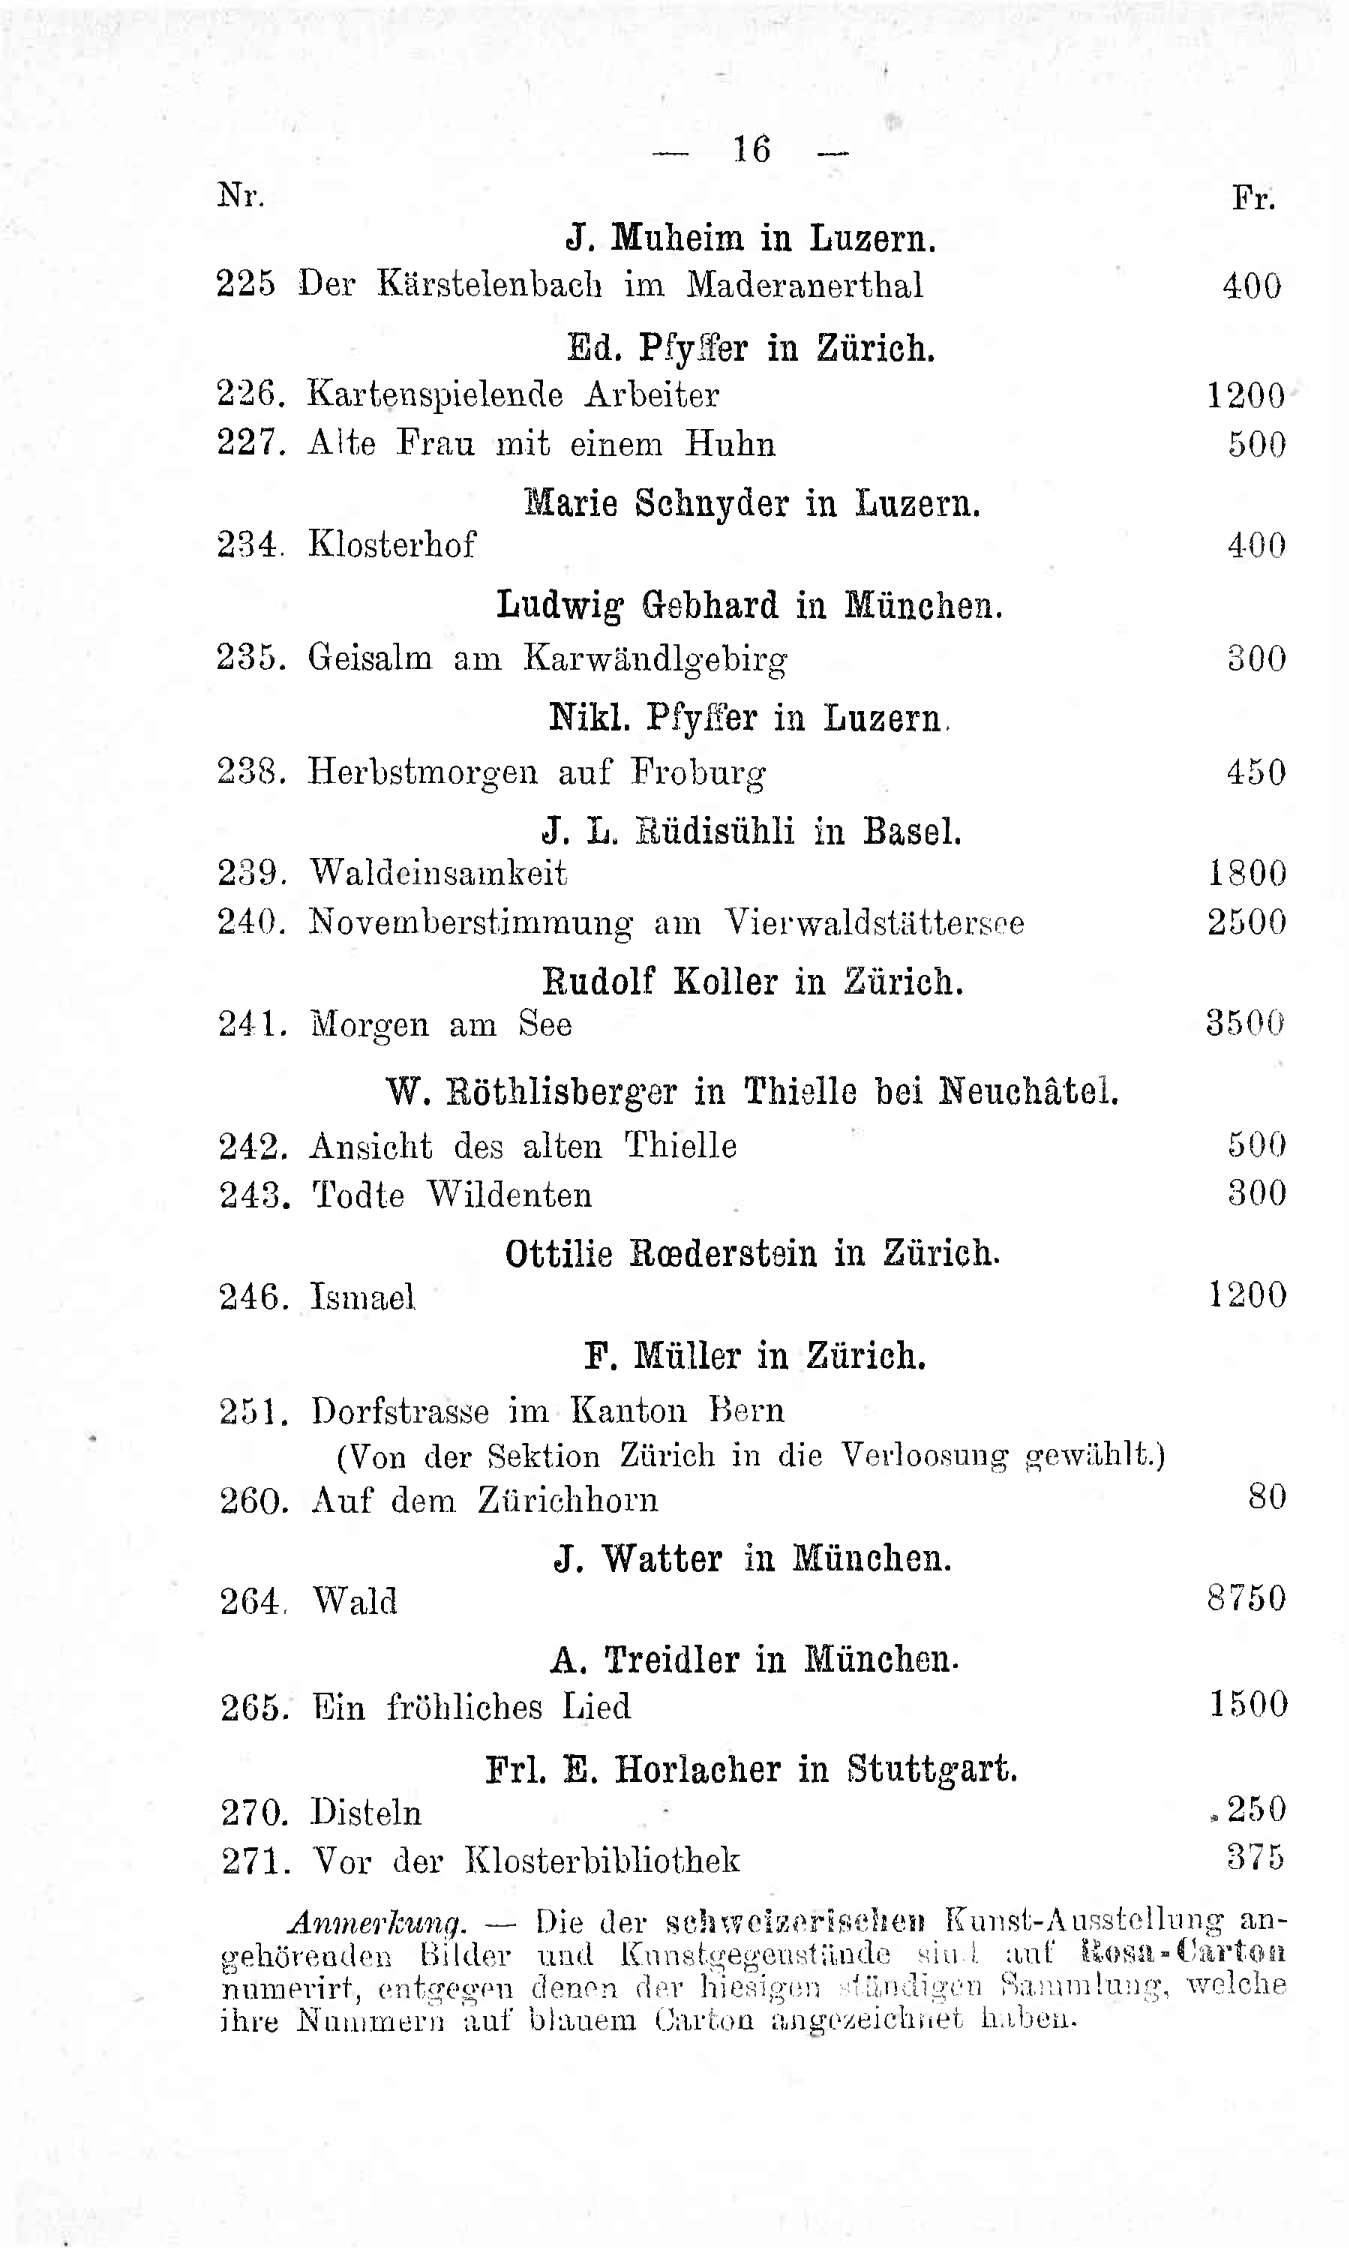 — 16 —
Nr. Fr.
J. Muheim in Luzern.
225 Der Kärstelenbach im Maderanerthal 400
Ed. Pfyffer in Zürich.
226. Kartenspielende Arbeiter 1200
227. Alte Frau mit einem Huhn 500
Marie Schnyder in Luzern.
234. Klosterhof 400
Ludwig Gebhard in München.
235. Geisalm am Karwändlgebirg 300
Nikl. Pfyffer in Luzern.
238. Herbstmorgen auf Froburg 450
J. L. Rüdisühli in Basel.
239. Waldeinsamkeit 1800
240. Novemberstimmung am Vierwaldstättersee 2500
Rudolf Koller in Zürich.
241. Morgen am See 3500
W. Röthlisberger in Thielle bei Neuchâtel.
242. Ansicht des alten Thielle 500
243. Todte Wildenten 300
Ottilie Rœderstein in Zürich.
246. Ismael 1200
F. Müller in Zürich.
251. Dorfstrasse im Kanton Bern
(Von der Sektion Zürich in die Verloosung gewählt.)
260. Auf dem Zürichhorn 80
J. Watter in München.
264. Wald 8750
A. Treidler in München.
265. Ein fröhliches Lied 1500
Frl. E. Horlacher in Stuttgart.
270. Disteln 250
271. Vor der Klosterbibliothek 375
Anmerkung. — Die der schweizerischen Kunst-Ausstellung an-
gehörenden Bilder und Kunstgegenstände sind auf Rosa-Carton
numerirt, entgegen denen der hiesigen ständigen Sammlung, welche
ihre Nummern auf blauem Carton angezeichnet haben.